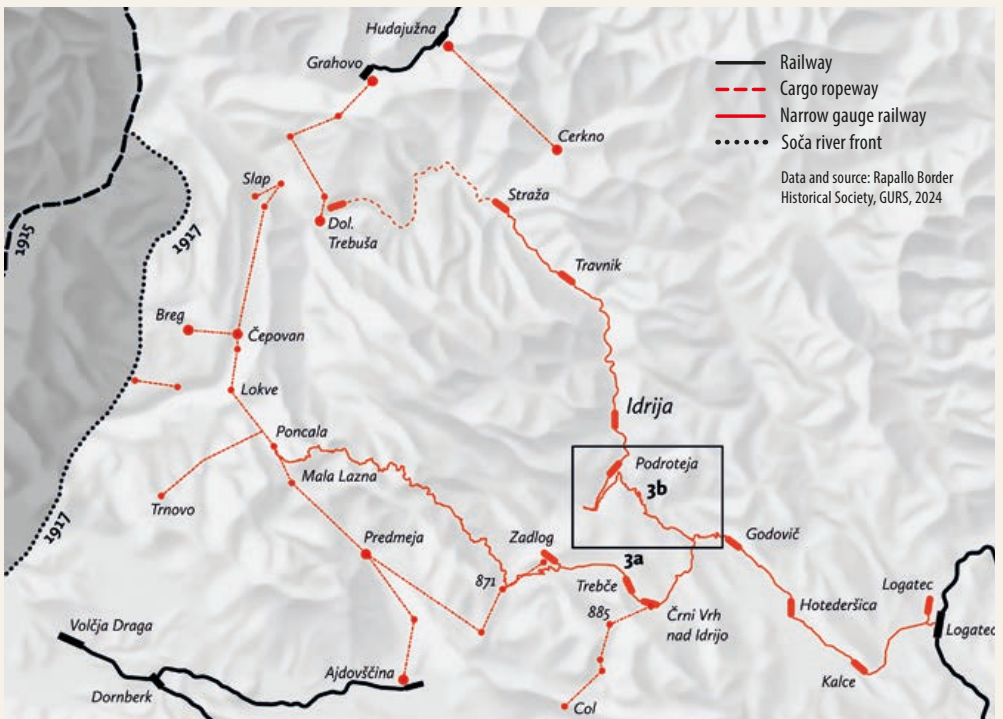 Hudajužna
Grahovo
Railway
Cargo ropeway
Narrow gauge railway
Soča river front
Data and source: Rapallo Border
Historical Society, GURS, 2024
Cerkno
Slap
Straža
Dol.
Trebuša
1915
1917
Travnik
Breg
Čepovan
Lokve
Idrija
Poncala
Podroteja
Mala Lazna
3b
Trnovo
1917
Predmeja
Zadlog
3a
Godovič
871
Trebče
Logatec
885
Črni Vrh
nad Idrijo
Hotederšica
Logatec
Volčja Draga
Ajdovščina
Kalce
Dornberk
Col